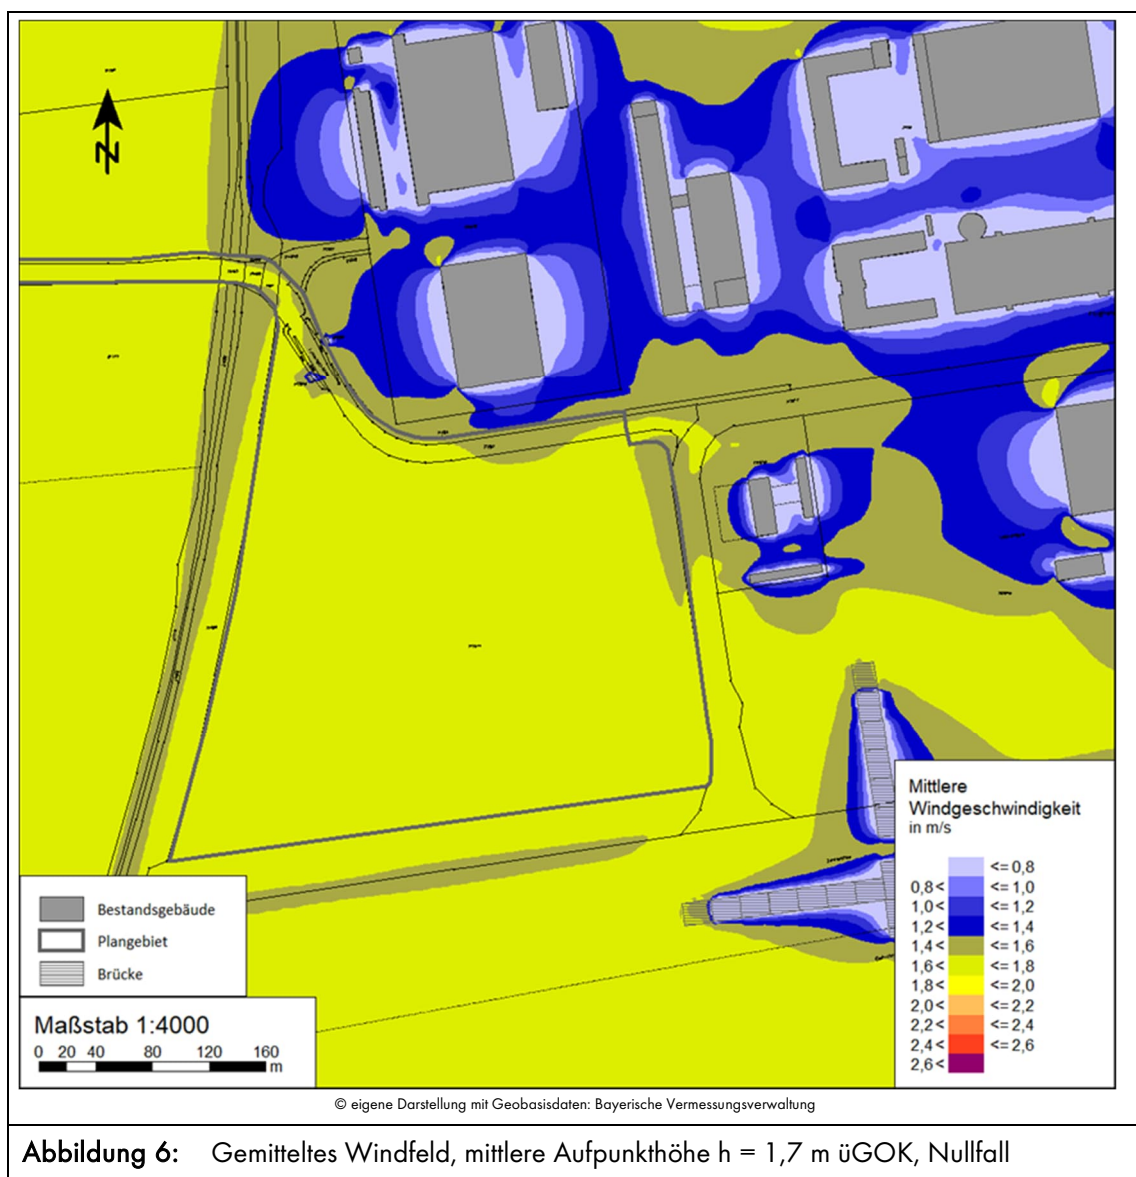 N
Mittlere
Windgeschwindigkeit
in m/s
<= 0,8
0,8< <= 1,0
1,0< <= 1,2
1,2< <= 1,4
1,4< <= 1,6
1,6< <= 1,8
1,8< <= 2,0
2,0< <= 2,2
2,2< <= 2,4
2,4< <= 2,6
2,6<
Bestandsgebäude
Plangebiet
Brücke
Maßstab 1:4000
0 20 40 80 120 160
m
© eigene Darstellung mit Geobasisdaten: Bayerische Vermessungsverwaltung
Abbildung 6: Gemitteltes Windfeld, mittlere Aufpunkthöhe h = 1,7 m üGOK, Nullfall